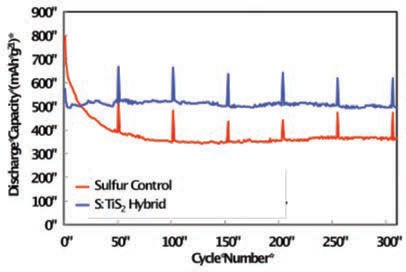 900"
800"
700"
600"
500"
400"
300"
200"
100"
0"
Discharge"Capacity"(mAh"g"
Sulfur Control
S:TiS2 Hybrid
0" 50" 100" 150" 200" 250" 300"
Cycle"Number"